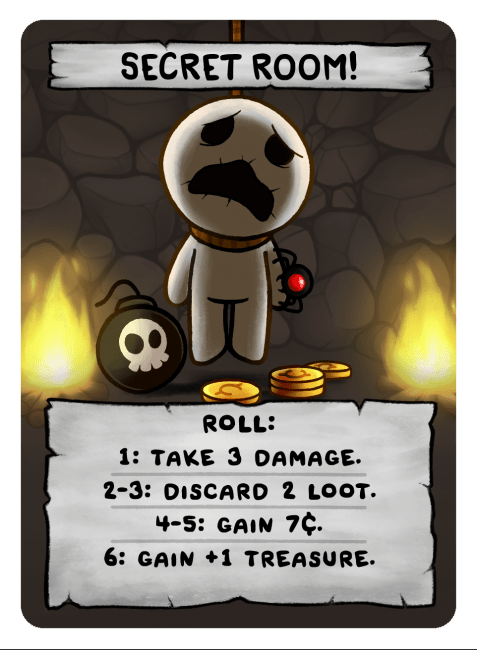 SECRET ROOM!
ROLL:
1: TAKE 3 DAMAGE.
2-3: DISCARD 2 LOOT.
4-5: GAIN 7¢.
6: GAIN +1 TREASURE.